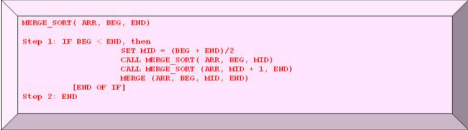 MERGE_SORT( ARR, BEG, END)
Step 1: IF BEG < END, then
SET MID = (BEG + END)/2
CALL MERGE_SORT( ARR, BEG, MID)
CALL MERGE_SORT (ARR, MID + 1, END)
MERGE (ARR, BEG, MID, END)
[END OF IF]
Step 2: END